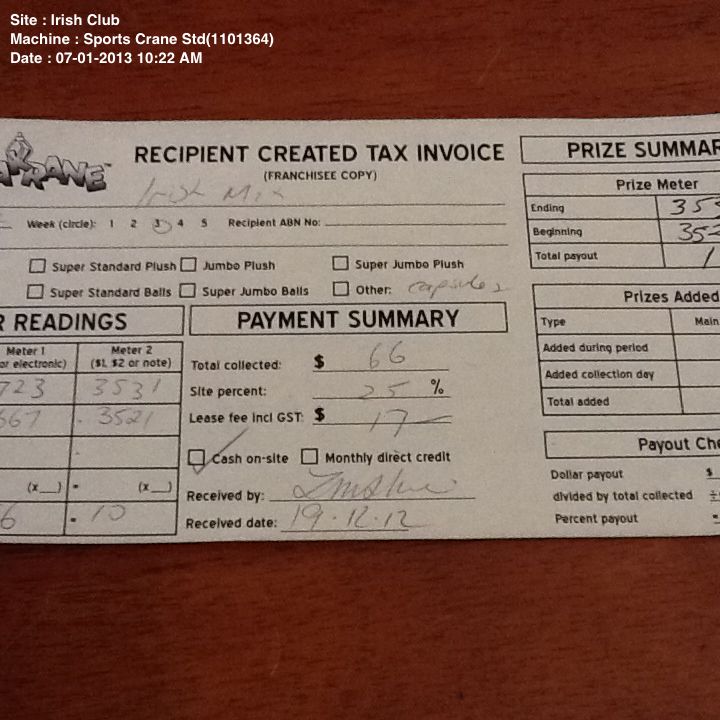 Site : Irish Club
Machine : Sports Crane Std(1101364)
Date : 07-01-2013 10:22 AM
RECIPIENT CREATED TAX INVOICE
(FRANCHISEE COPY)
Irish Mix
Week (circle): 1 2 3 4 5 Recipient ABN No:
Super Standard Plush Jumbo Plush Super Jumbo Plush
Super Standard Balls Super Jumbo Balls Other: capsules
R READINGS
Meter 1 Meter 2
or electronic) ($1, $2 or note)
723 3531
667 3521
(x__) = (x__)
6 = 10
PAYMENT SUMMARY
Total collected: $ 66
Site percent: 25 %
Lease fee incl GST: $ 17
Cash on-site Monthly direct credit
Received by:
Received date: 19.12.12
PRIZE SUMMAR
Prize Meter
Ending 353
Beginning 352
Total payout 1
Prizes Added
Type Main
Added during period
Added collection day
Total added
Payout Che
Dollar payout $
divided by total collected ÷
Percent payout =